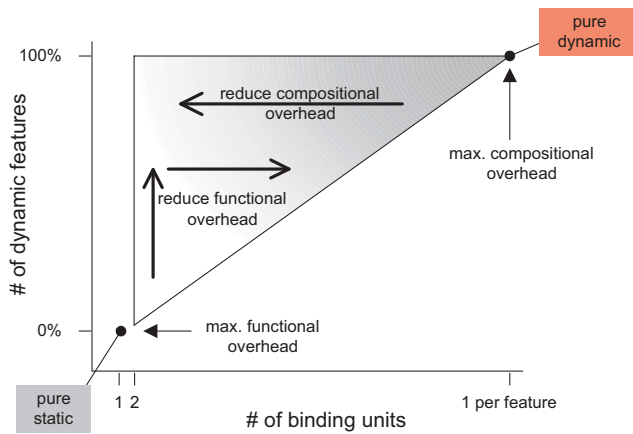 pure
dynamic
100%
reduce compositional
overhead
max. compositional
overhead
reduce functional
overhead
# of dynamic features
0%
max. functional
overhead
pure
static
1 2
1 per feature
# of binding units